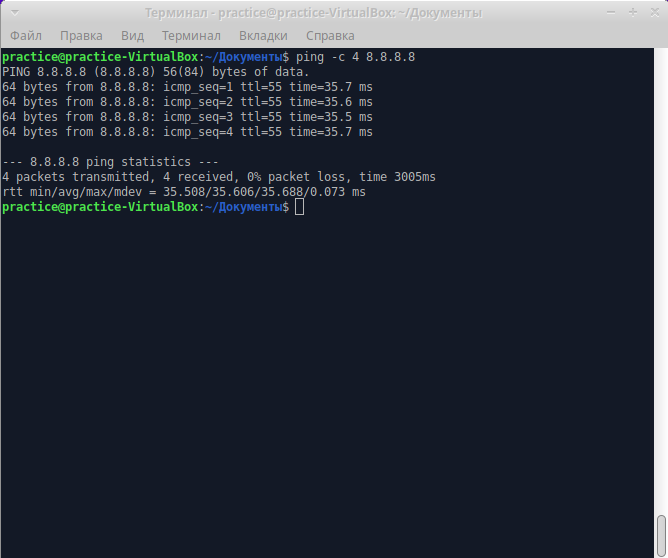 Терминал - practice@practice-VirtualBox: ~/Документы
Файл Правка Вид Терминал Вкладки Справка
practice@practice-VirtualBox:~/Документы$ ping -c 4 8.8.8.8
PING 8.8.8.8 (8.8.8.8) 56(84) bytes of data.
64 bytes from 8.8.8.8: icmp_seq=1 ttl=55 time=35.7 ms
64 bytes from 8.8.8.8: icmp_seq=2 ttl=55 time=35.6 ms
64 bytes from 8.8.8.8: icmp_seq=3 ttl=55 time=35.5 ms
64 bytes from 8.8.8.8: icmp_seq=4 ttl=55 time=35.7 ms
--- 8.8.8.8 ping statistics ---
4 packets transmitted, 4 received, 0% packet loss, time 3005ms
rtt min/avg/max/mdev = 35.508/35.606/35.688/0.073 ms
practice@practice-VirtualBox:~/Документы$